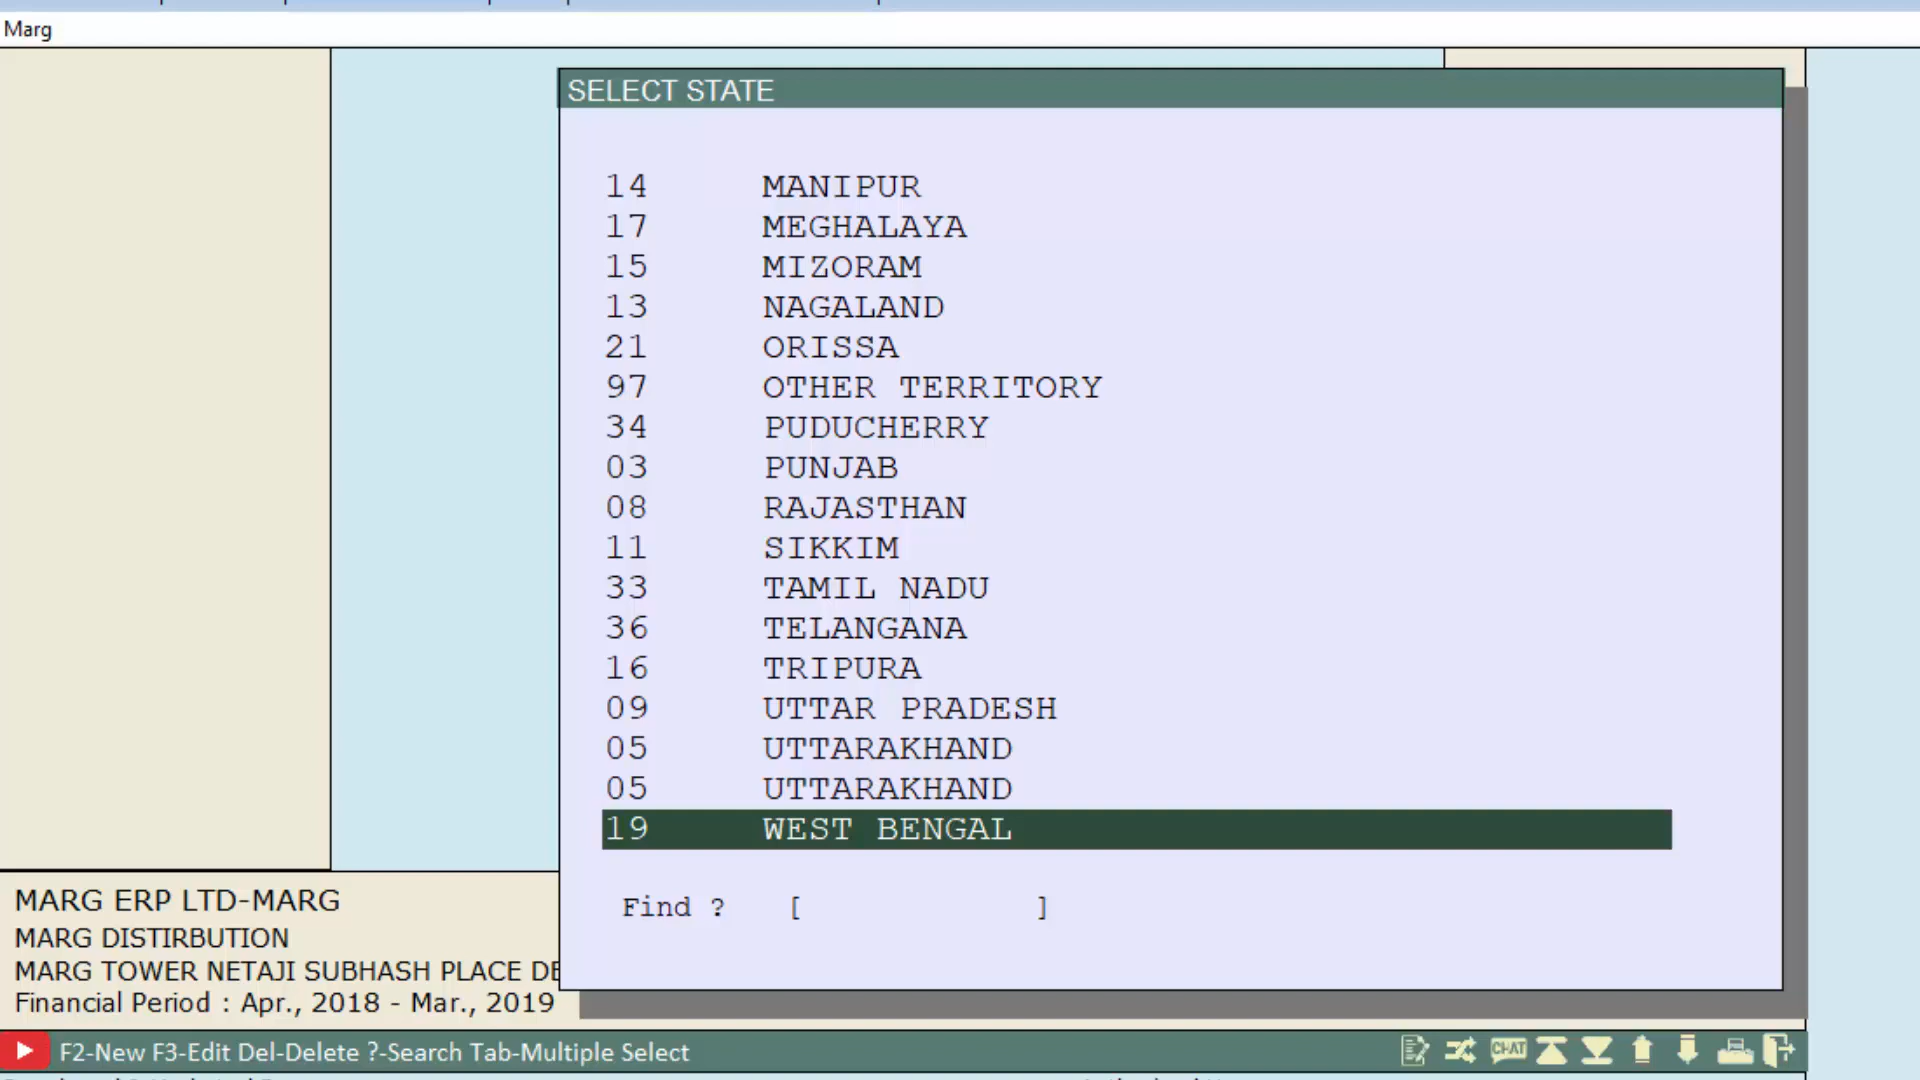 Marg
SELECT STATE
14 MANIPUR
17 MEGHALAYA
15 MIZORAM
13 NAGALAND
21 ORISSA
97 OTHER TERRITORY
34 PUDUCHERRY
03 PUNJAB
08 RAJASTHAN
11 SIKKIM
33 TAMIL NADU
36 TELANGANA
16 TRIPURA
09 UTTAR PRADESH
05 UTTARAKHAND
05 UTTARAKHAND
19 WEST BENGAL
Find ? [ ]
MARG ERP LTD-MARG
MARG DISTIRBUTION
MARG TOWER NETAJI SUBHASH PLACE DE
Financial Period : Apr., 2018 - Mar., 2019
F2-New F3-Edit Del-Delete ?-Search Tab-Multiple Select
CHAT